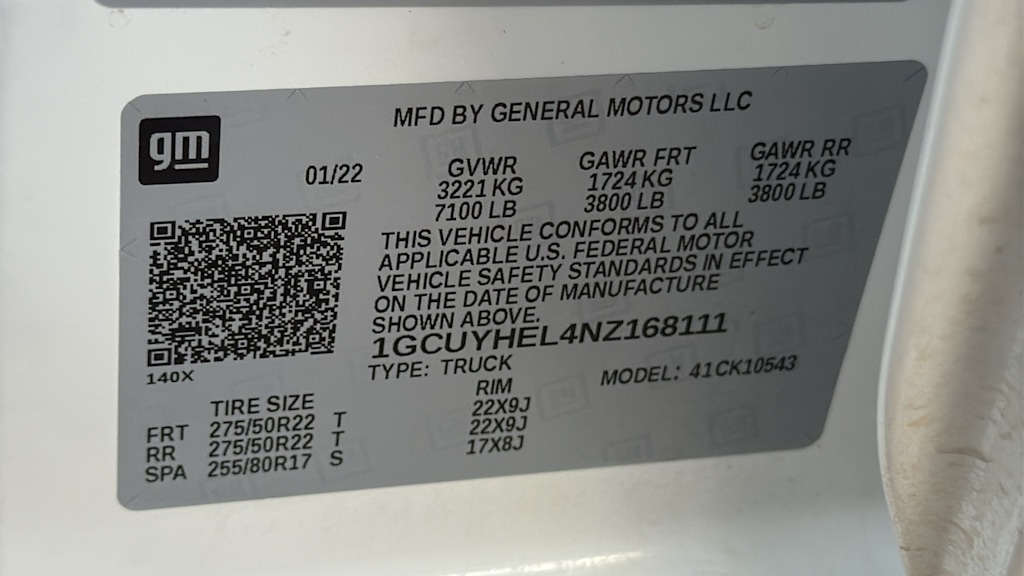 MFD BY GENERAL MOTORS LLC
gm
01/22 GVWR GAWR FRT GAWR RR
3221 KG 1724 KG 1724 KG
7100 LB 3800 LB 3800 LB
THIS VEHICLE CONFORMS TO ALL
APPLICABLE U.S. FEDERAL MOTOR
VEHICLE SAFETY STANDARDS IN EFFECT
ON THE DATE OF MANUFACTURE
SHOWN ABOVE.
1GCUYHEL4NZ168111
140X
TYPE: TRUCK MODEL: 41CK10543
TIRE SIZE RIM
FRT 275/50R22 T 22X9J
RR 275/50R22 T 22X9J
SPA 255/80R17 S 17X8J